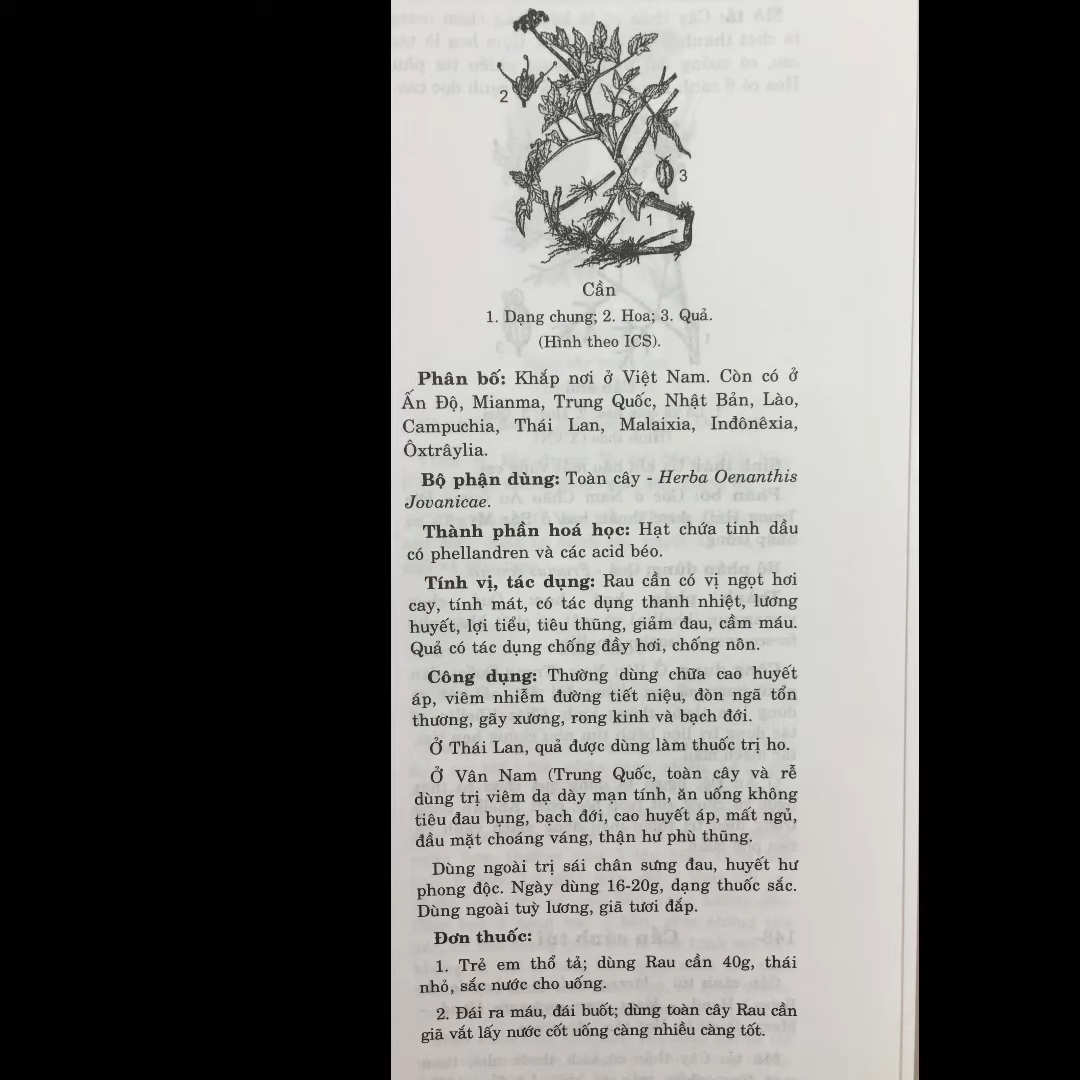 2
3
1
Cần
1. Dạng chung; 2. Hoa; 3. Quả.
(Hình theo ICS).
Phân bố: Khắp nơi ở Việt Nam. Còn có ở
Ấn Độ, Mianma, Trung Quốc, Nhật Bản, Lào,
Campuchia, Thái Lan, Malaixia, Inđônêxia,
Ôxtrâylia.
Bộ phận dùng: Toàn cây - Herba Oenanthis
Jovanicae.
Thành phần hoá học: Hạt chứa tinh dầu
có phellandren và các acid béo.
Tính vị, tác dụng: Rau cần có vị ngọt hơi
cay, tính mát, có tác dụng thanh nhiệt, lương
huyết, lợi tiểu, tiêu thũng, giảm đau, cầm máu.
Quả có tác dụng chống đầy hơi, chống nôn.
Công dụng: Thường dùng chữa cao huyết
áp, viêm nhiễm đường tiết niệu, đòn ngã tổn
thương, gãy xương, rong kinh và bạch đới.
Ở Thái Lan, quả được dùng làm thuốc trị ho.
Ở Vân Nam (Trung Quốc, toàn cây và rễ
dùng trị viêm dạ dày mạn tính, ăn uống không
tiêu đau bụng, bạch đới, cao huyết áp, mất ngủ,
đầu mặt choáng váng, thận hư phù thũng.
Dùng ngoài trị sái chân sưng đau, huyết hư
phong độc. Ngày dùng 16-20g, dạng thuốc sắc.
Dùng ngoài tuỳ lương, giã tươi đắp.
Đơn thuốc:
1. Trẻ em thổ tả; dùng Rau cần 40g, thái
nhỏ, sắc nước cho uống.
2. Đái ra máu, đái buốt; dùng toàn cây Rau cần
giã vắt lấy nước cốt uống càng nhiều càng tốt.